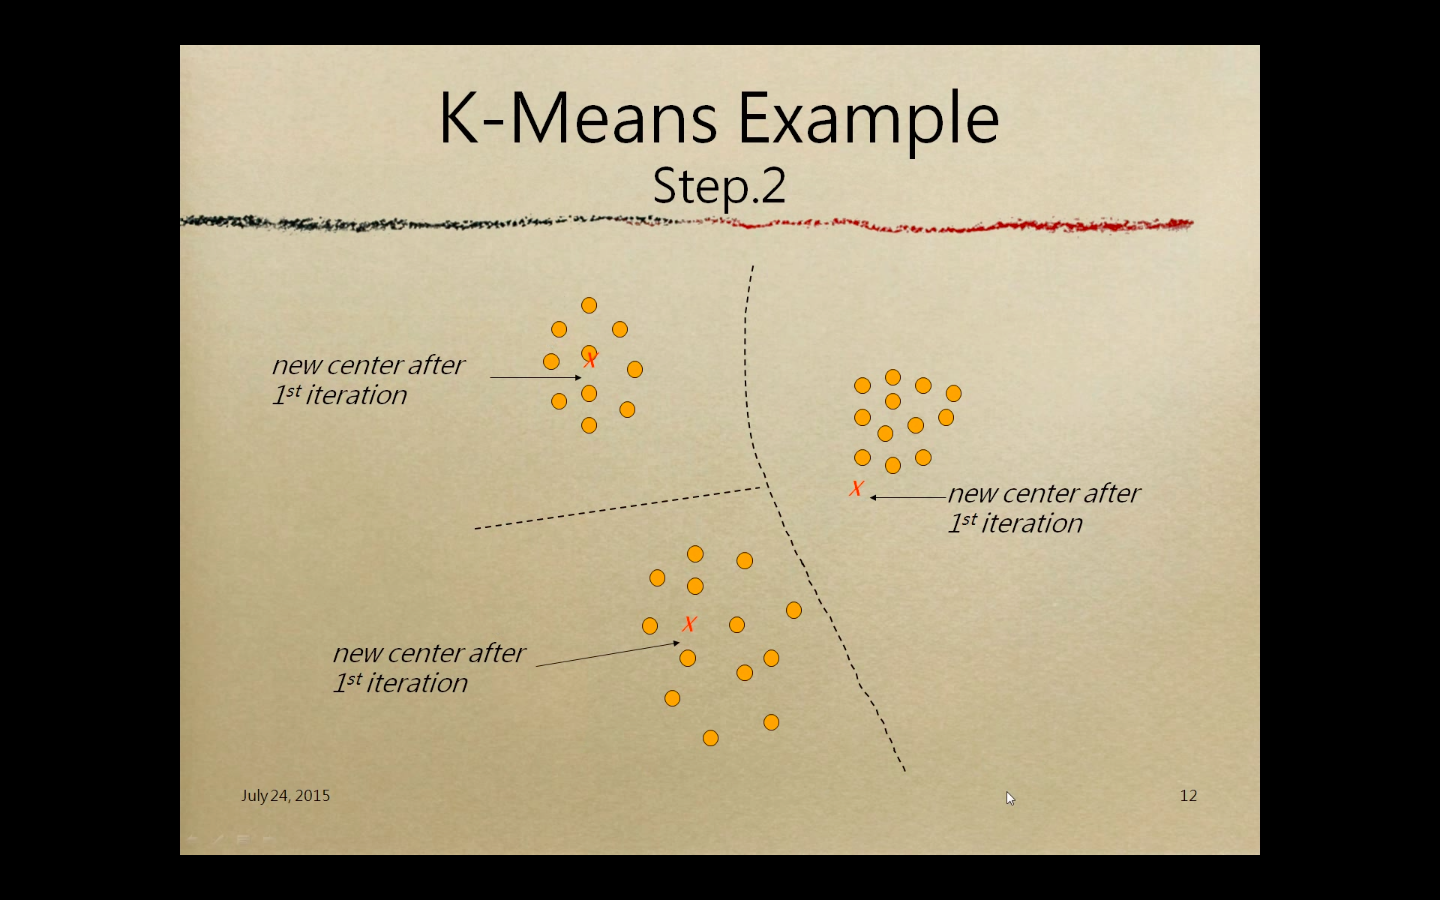 K-Means Example
Step.2
new center after
1st iteration
x
x
new center after
1st iteration
x
new center after
1st iteration
July 24, 2015
12